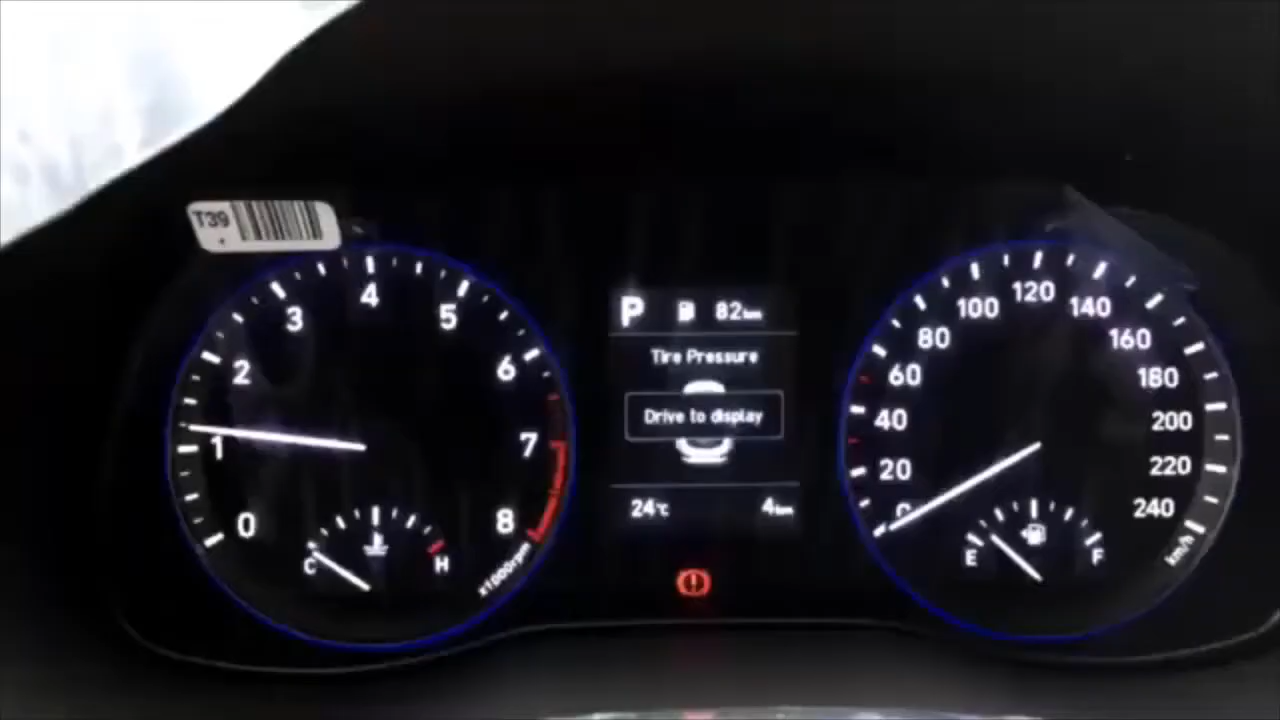 T39
0
1
2
3
4
5
6
7
8
x1000rpm
C
H
P 82km
Tire Pressure
Drive to display
24℃ 4km
20
40
60
80
100
120
140
160
180
200
220
240
km/h
E
F